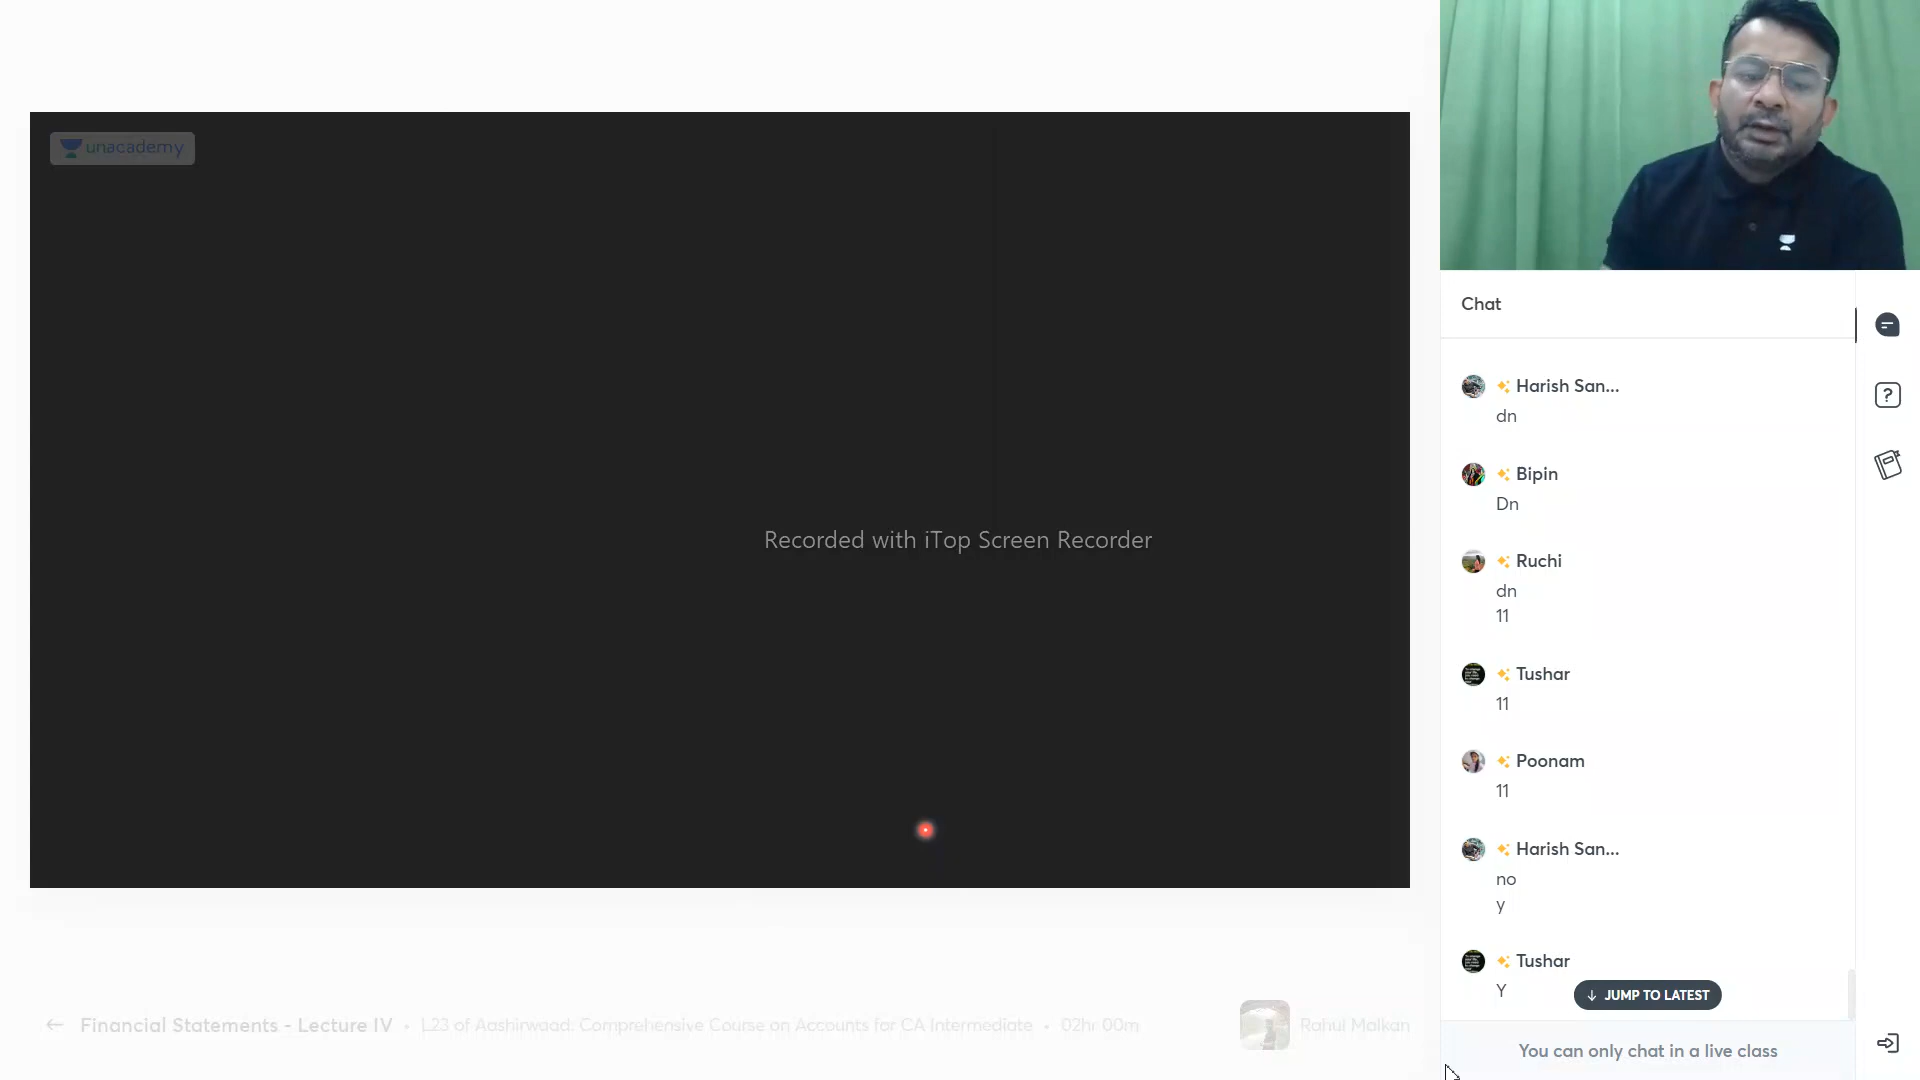 unacademy
Recorded with iTop Screen Recorder
Financial Statements - Lecture IV • L23 of Aashirwaad: Comprehensive Course on Accounts for CA Intermediate • 02hr 00m
Rahul Malkan
Chat
Harish San...
dn
Bipin
Dn
Ruchi
dn
11
Tushar
11
Poonam
11
Harish San...
no
y
Tushar
Y
JUMP TO LATEST
You can only chat in a live class